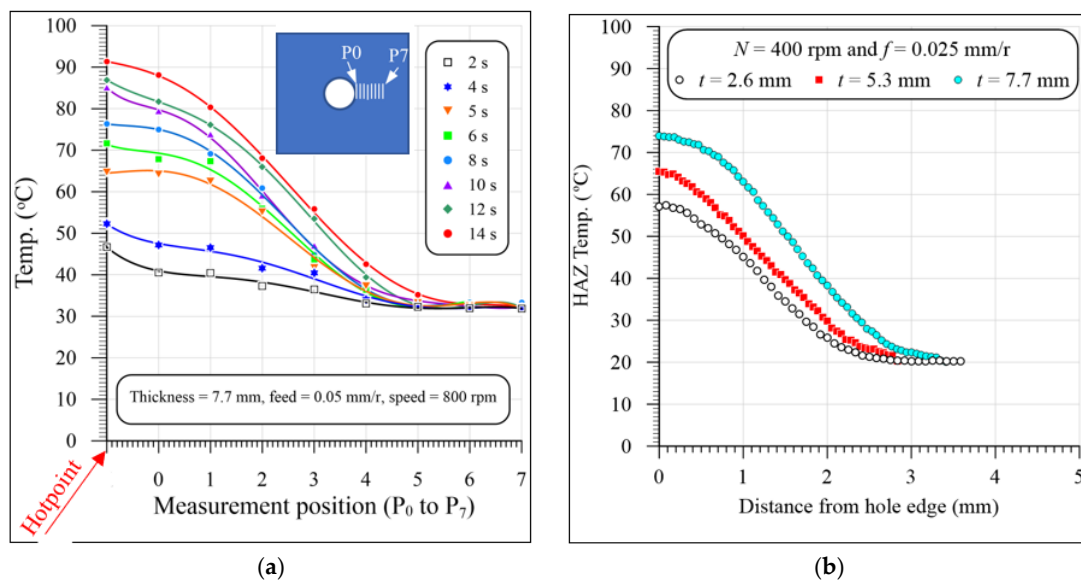 100
90
80
70
60
50
40
30
20
10
0
Temp. (ºC)
P0
P7
2 s
4 s
5 s
6 s
8 s
10 s
12 s
14 s
Thickness = 7.7 mm, feed = 0.05 mm/r, speed = 800 rpm
0 1 2 3 4 5 6 7
Measurement position (P0 to P7)
Hotpoint
(a)
100
90
80
70
60
50
40
30
20
10
0
HAZ Temp. (ºC)
N = 400 rpm and f = 0.025 mm/r
t = 2.6 mm t = 5.3 mm t = 7.7 mm
0 1 2 3 4 5
Distance from hole edge (mm)
(b)